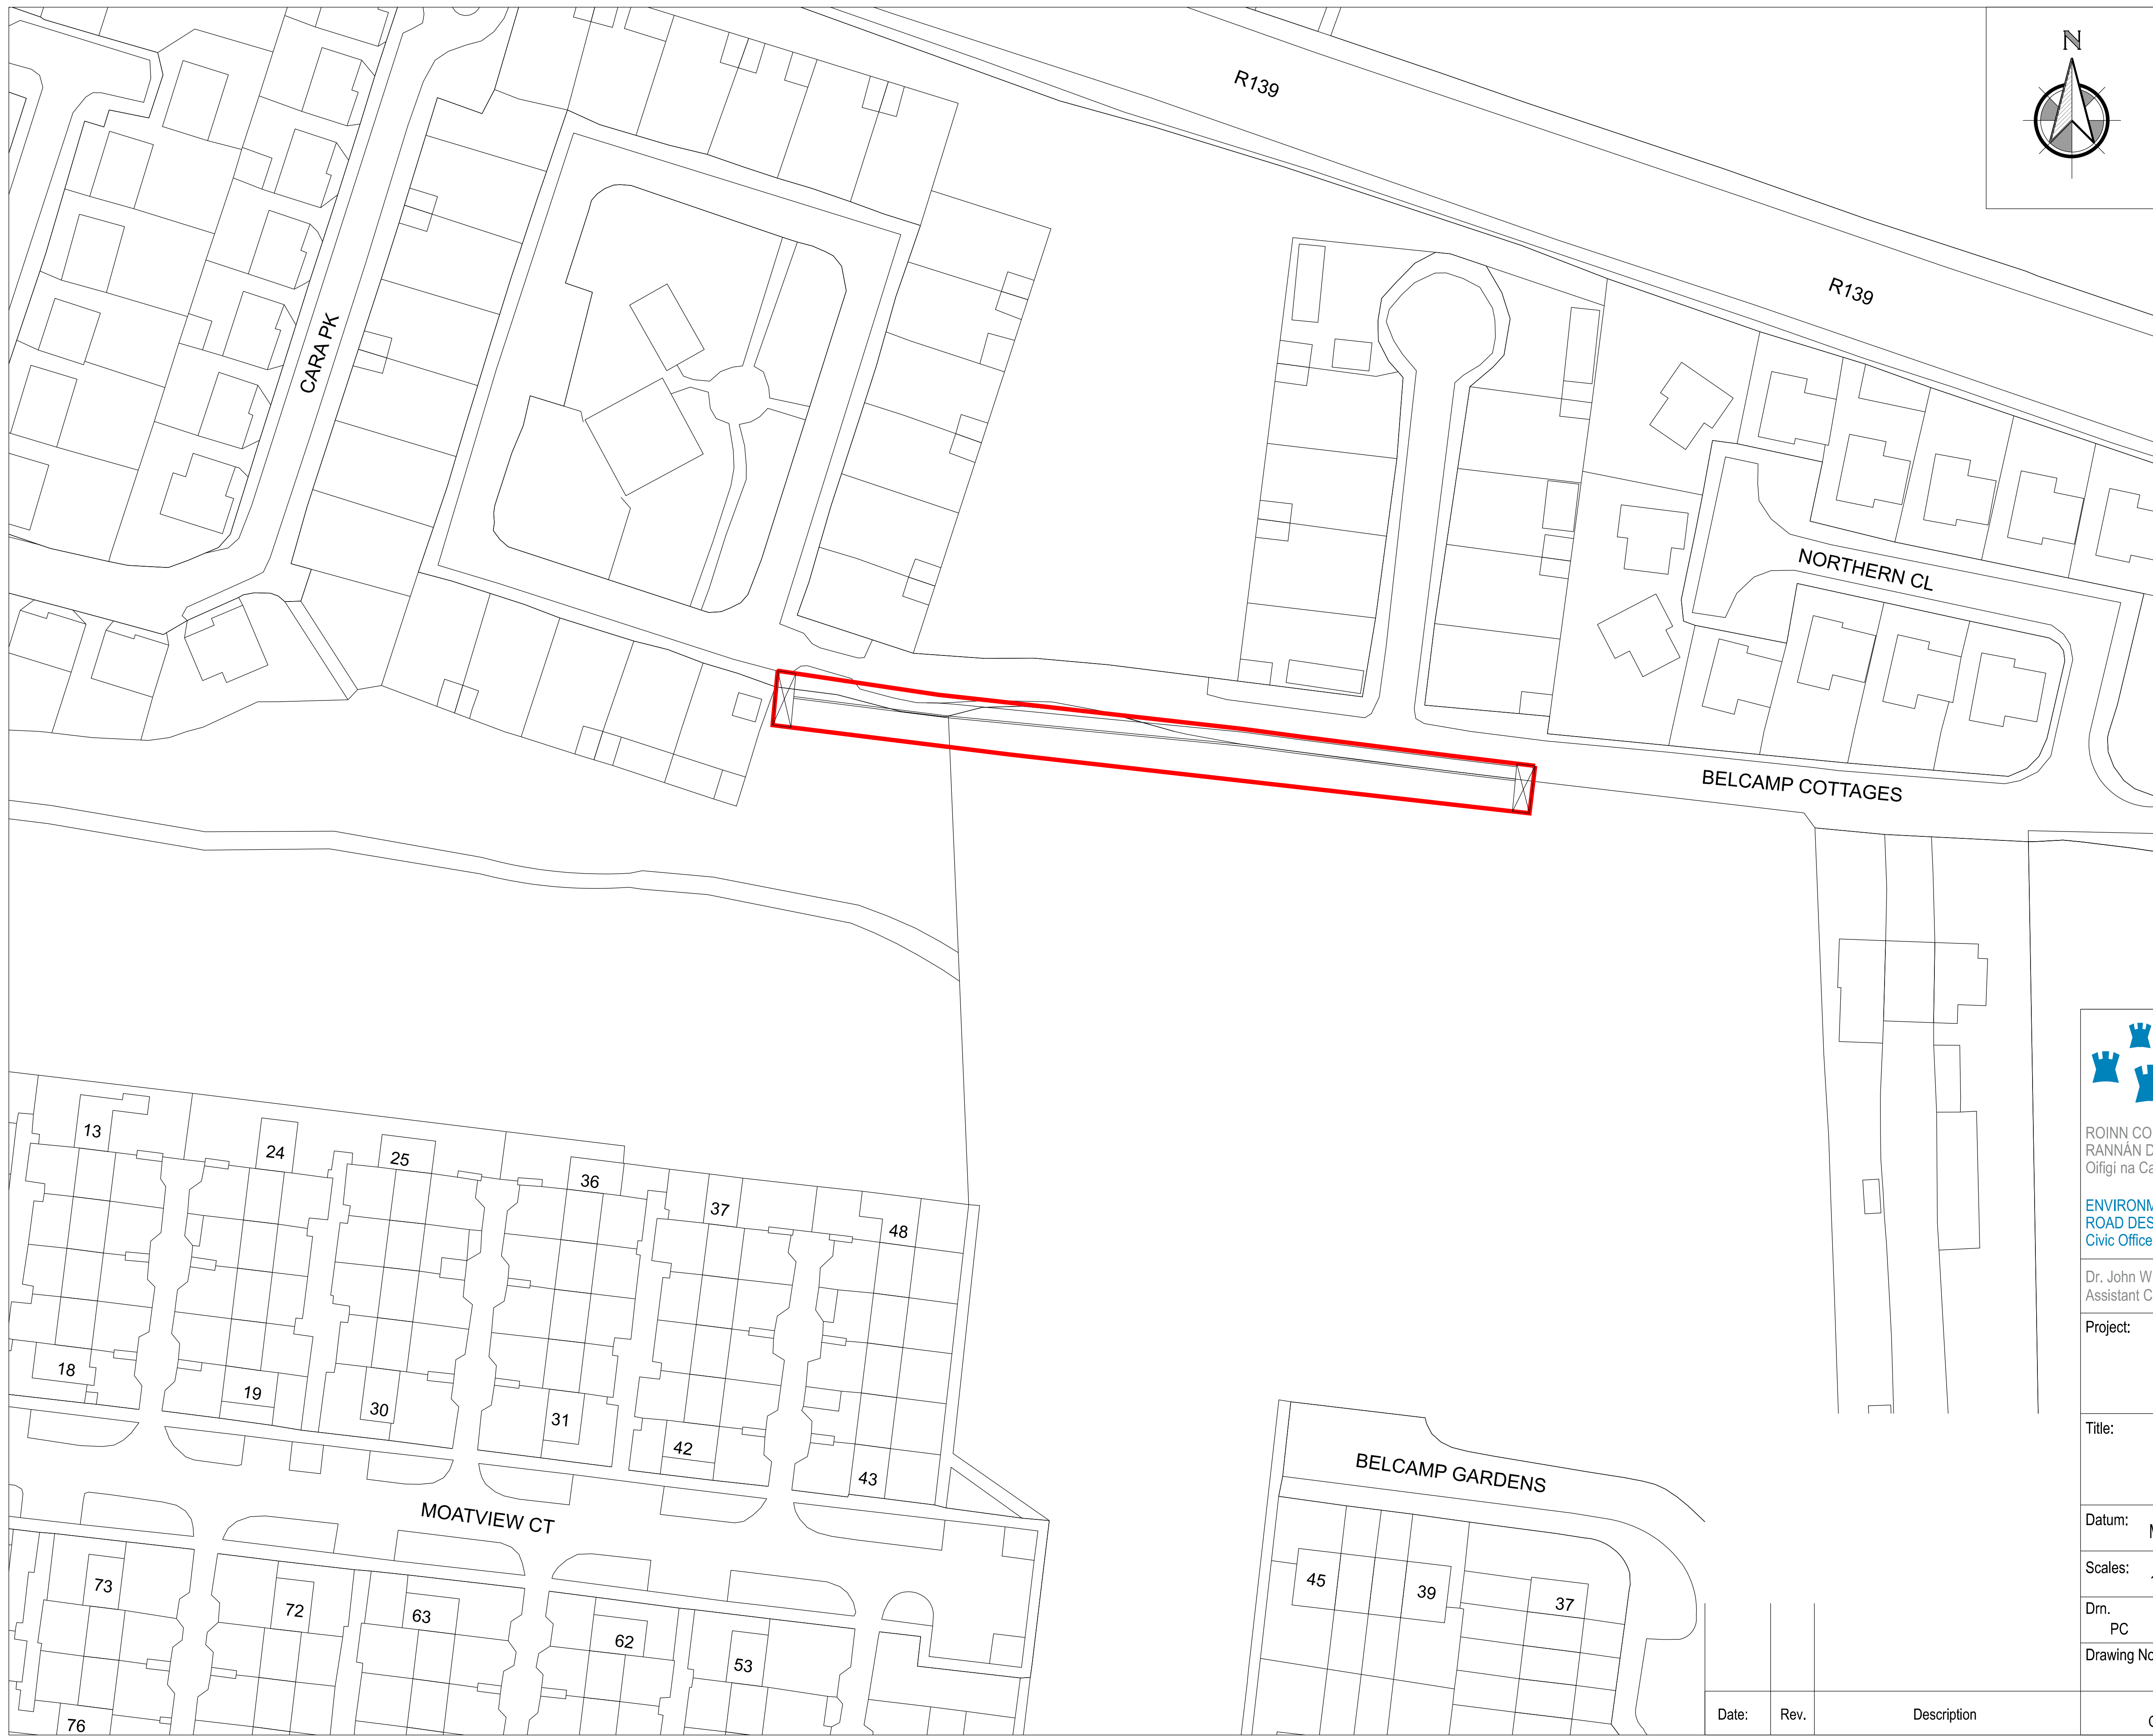 R139
N
R139
CARA PK
NORTHERN CL
BELCAMP COTTAGES
13
24
25
36
37
48
18
19
30
31
42
43
MOATVIEW CT
BELCAMP GARDENS
73
72
63
62
53
45
39
37
76
ROINN CO
RANNÁN D
Oifigí na Ca
ENVIRONM
ROAD DES
Civic Office
Dr. John W
Assistant C
Project:
Title:
Datum:
Scales:
Drn.
PC
Drawing No
Date:
Rev.
Description